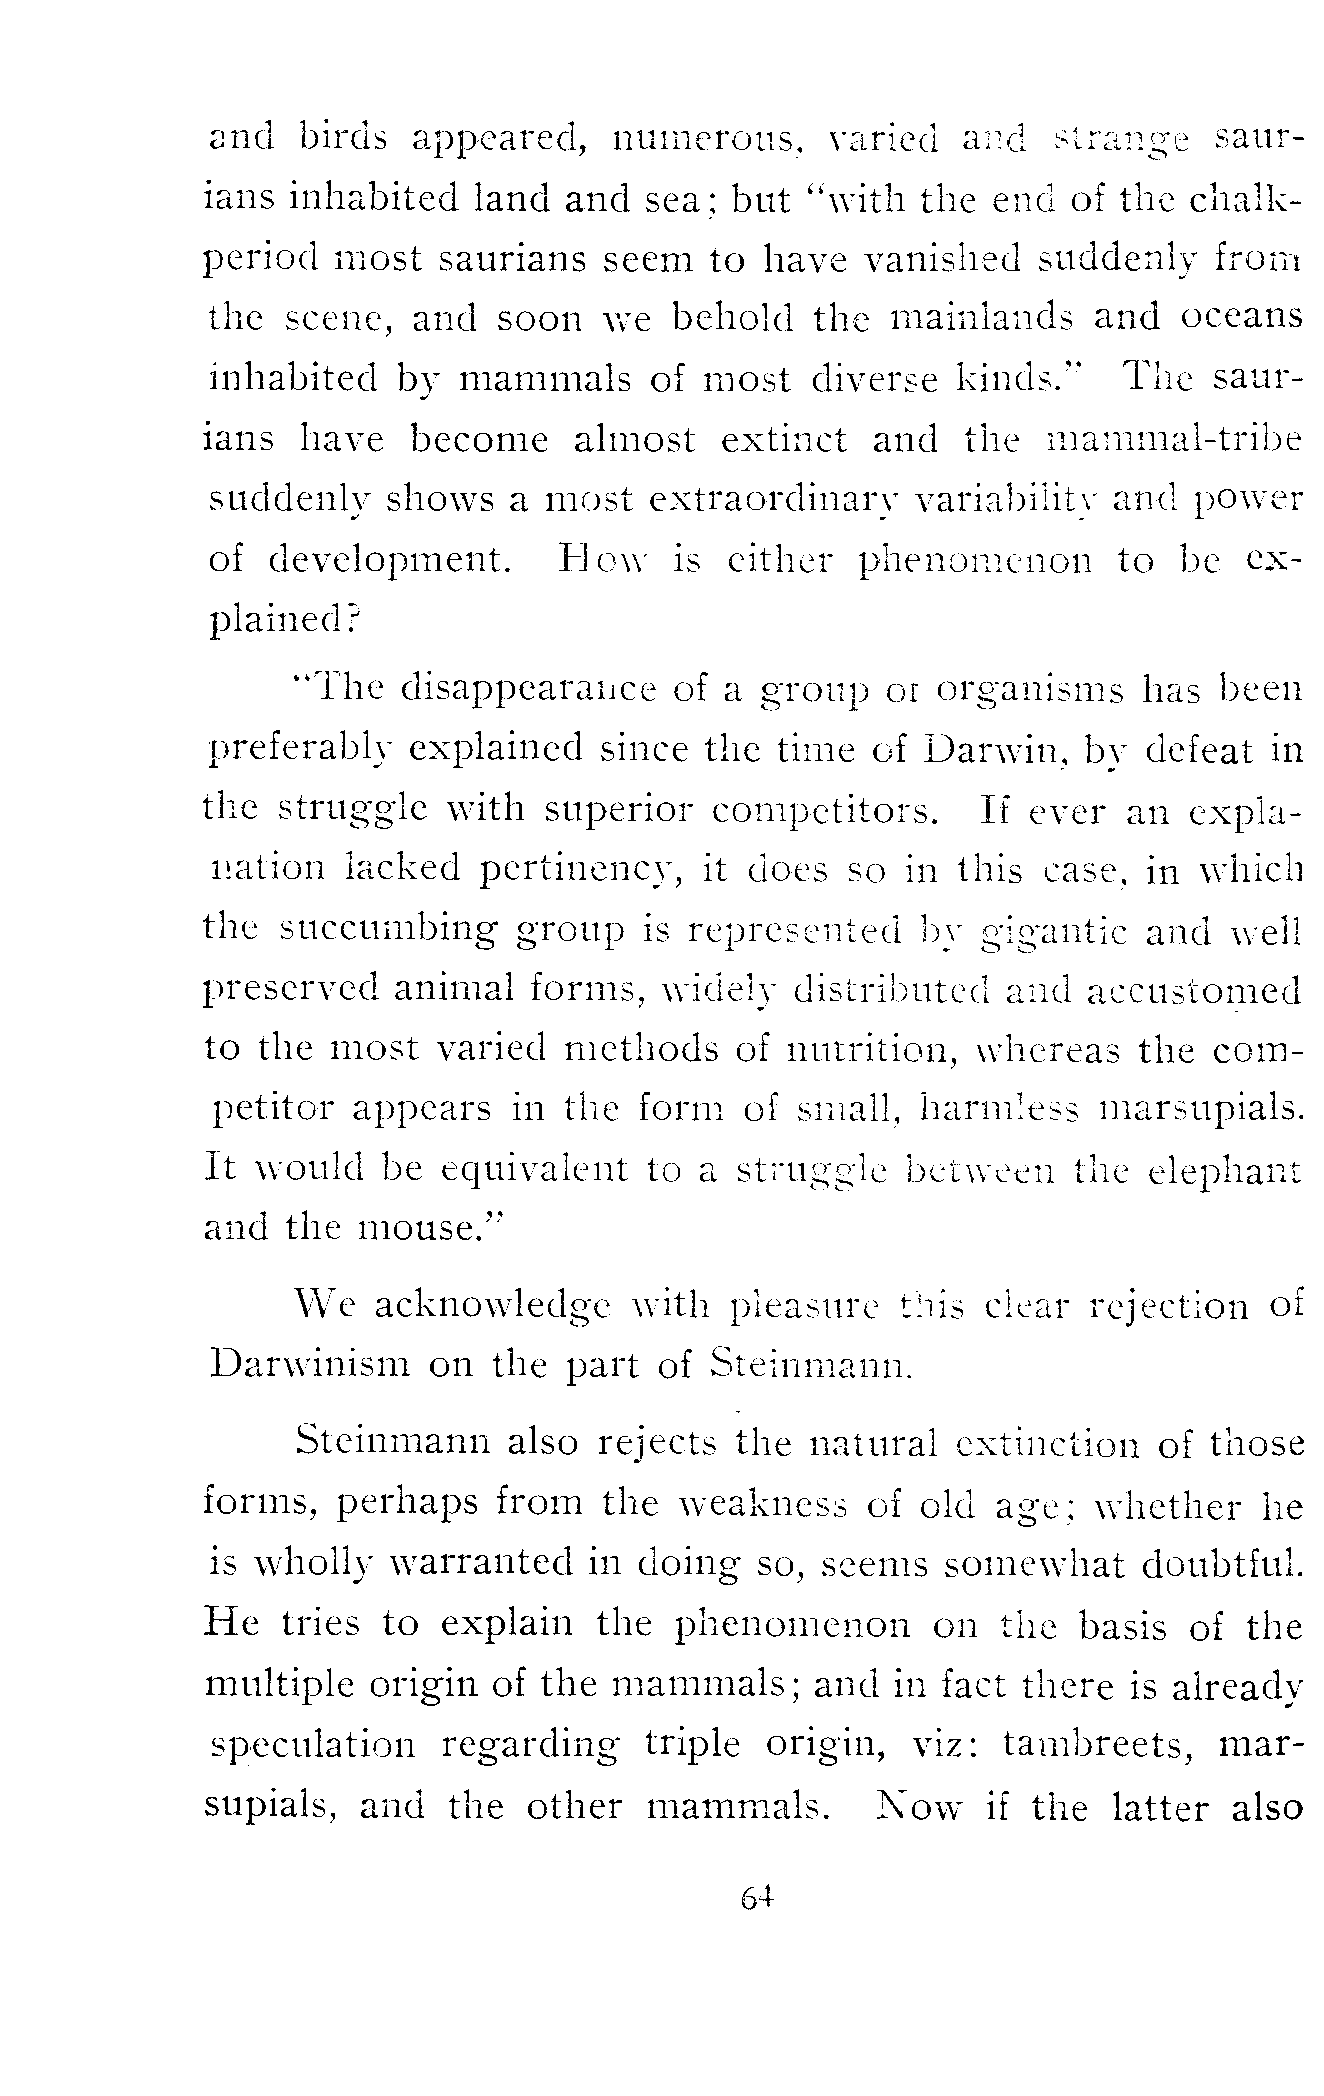 and birds appeared, numerous, varied and strange saur-
ians inhabited land and sea; but “with the end of the chalk-
period most saurians seem to have vanished suddenly from
the scene, and soon we behold the mainlands and oceans
inhabited by mammals of most diverse kinds.” The saur-
ians have become almost extinct and the mammal-tribe
suddenly shows a most extraordinary variability and power
of development. How is either phenomenon to be ex-
plained?
“The disappearance of a group or organisms has been
preferably explained since the time of Darwin, by defeat in
the struggle with superior competitors. If ever an expla-
nation lacked pertinency, it does so in this case, in which
the succumbing group is represented by gigantic and well
preserved animal forms, widely distributed and accustomed
to the most varied methods of nutrition, whereas the com-
petitor appears in the form of small, harmless marsupials.
It would be equivalent to a struggle between the elephant
and the mouse.”
We acknowledge with pleasure this clear rejection of
Darwinism on the part of Steinmann.
Steinmann also rejects the natural extinction of those
forms, perhaps from the weakness of old age; whether he
is wholly warranted in doing so, seems somewhat doubtful.
He tries to explain the phenomenon on the basis of the
multiple origin of the mammals; and in fact there is already
speculation regarding triple origin, viz: tambreets, mar-
supials, and the other mammals. Now if the latter also
64